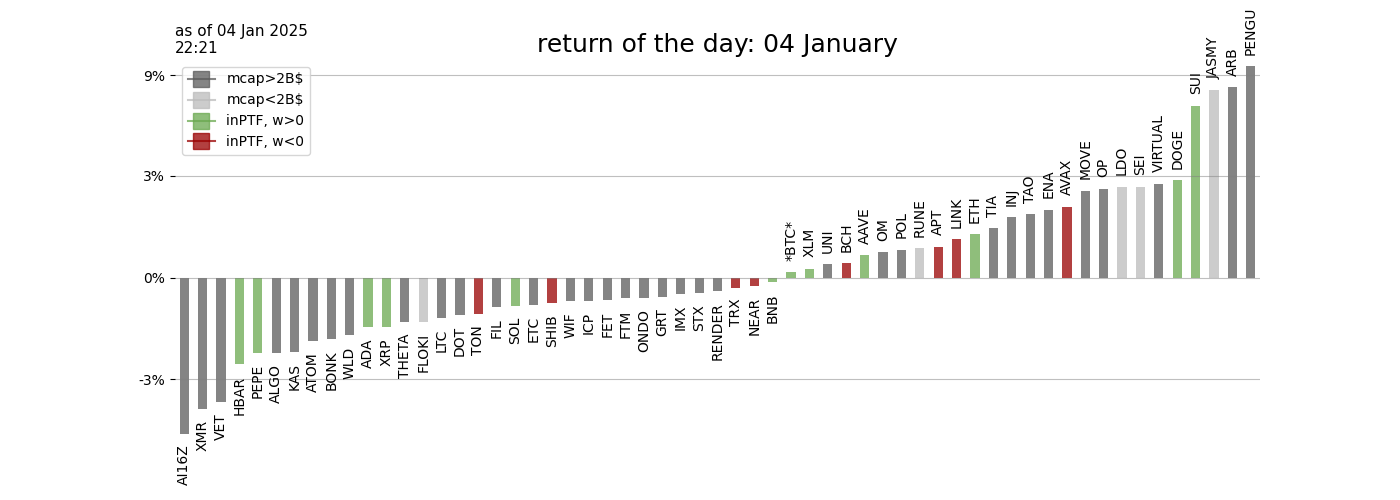 as of 04 Jan 2025
22:21
return of the day: 04 January
mcap>2B$
mcap<2B$
inPTF, w>0
inPTF, w<0
9%
3%
0%
-3%
AI16Z
XMR
VET
HBAR
PEPE
ALGO
KAS
ATOM
BONK
WLD
ADA
XRP
THETA
FLOKI
LTC
DOT
TON
FIL
SOL
ETC
SHIB
WIF
ICP
FET
FTM
ONDO
GRT
IMX
STX
RENDER
TRX
NEAR
BNB
*BTC*
XLM
UNI
BCH
AAVE
OM
POL
RUNE
APT
LINK
ETH
TIA
INJ
TAO
ENA
AVAX
MOVE
OP
LDO
SEI
VIRTUAL
DOGE
SUI
JASMY
ARB
PENGU